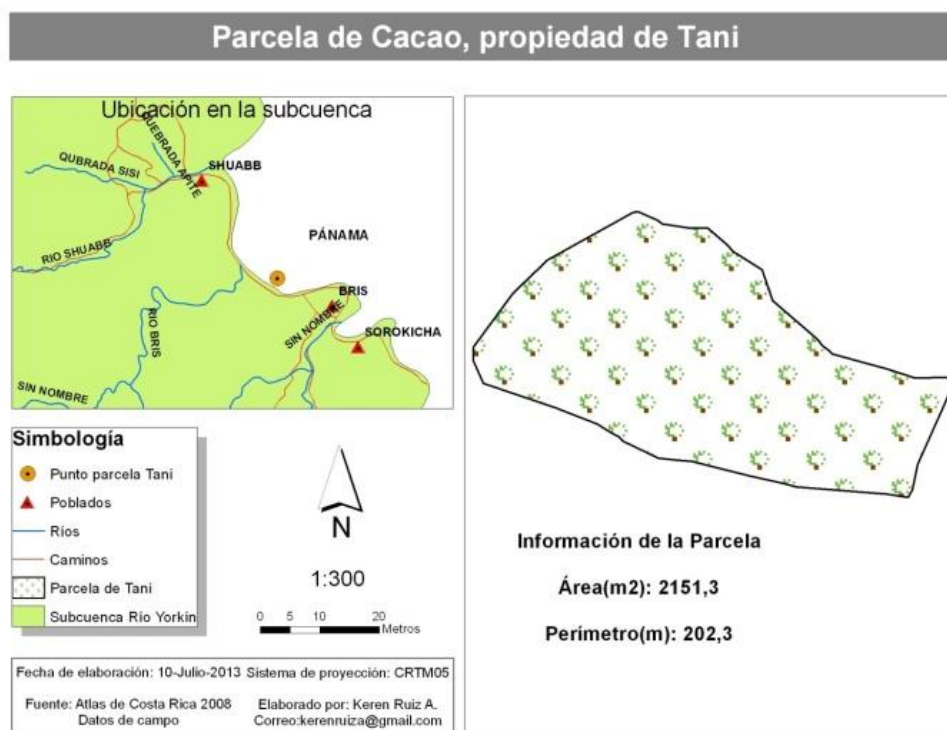 Parcela de Cacao, propiedad de Tani
Ubicación en la subcuenca
QUEBRADA APITE
QUBRADA SISI
SHUABB
RIO SHUABB
PÁNAMA
BRIS
SIN NOMBRE
SOROKICHA
RIO BRIS
SIN NOMBRE
Simbología
Punto parcela Tani
Poblados
Ríos
Caminos
Parcela de Tani
Subcuenca Río Yorkin
N
1:300
0 5 10 20
Metros
Información de la Parcela
Área(m2): 2151,3
Perímetro(m): 202,3
Fecha de elaboración: 10-Julio-2013 Sistema de proyección: CRTM05
Fuente: Atlas de Costa Rica 2008
Datos de campo
Elaborado por: Keren Ruiz A.
Correo:kerenruiza@gmail.com